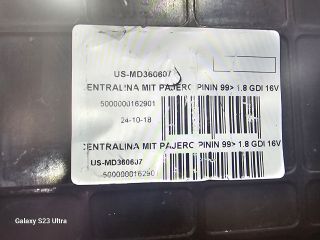 US-MD360607
CENTRALINA MIT PAJERO PININ 99> 1.8 GDI 16V
5000000162901
24-10-18
CENTRALINA MIT PAJERO PININ 99> 1.8 GDI 16V
US-MD360607
500000016290
Galaxy S23 Ultra